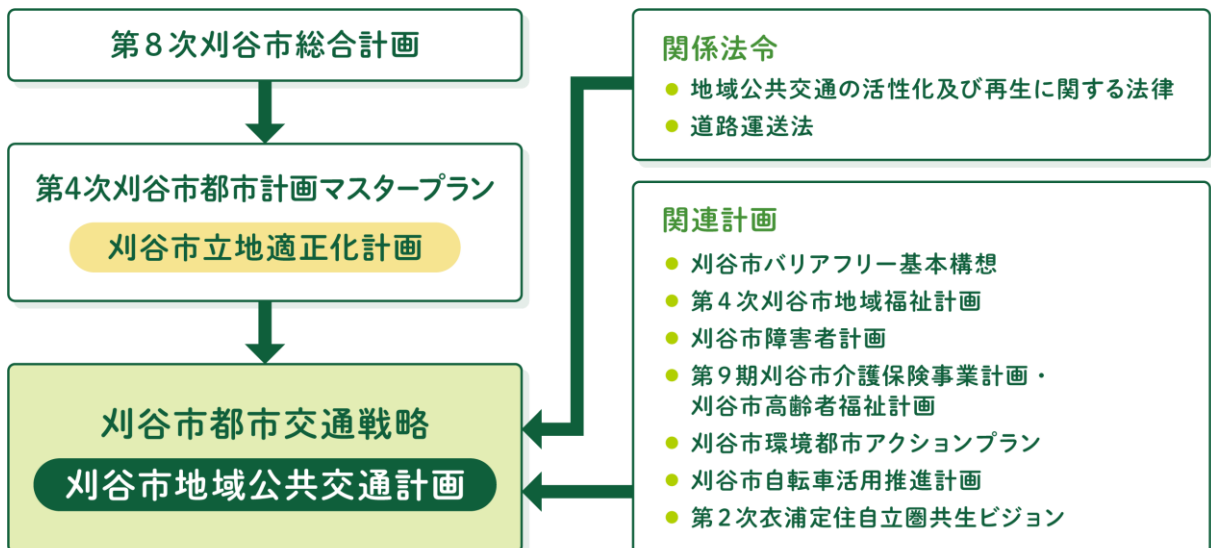 第8次刈谷市総合計画
第4次刈谷市都市計画マスタープラン
刈谷市立地適正化計画
刈谷市都市交通戦略
刈谷市地域公共交通計画
関係法令
● 地域公共交通の活性化及び再生に関する法律
● 道路運送法
関連計画
● 刈谷市バリアフリー基本構想
● 第4次刈谷市地域福祉計画
● 刈谷市障害者計画
● 第9期刈谷市介護保険事業計画・
刈谷市高齢者福祉計画
● 刈谷市環境都市アクションプラン
● 刈谷市自転車活用推進計画
● 第2次衣浦定住自立圏共生ビジョン